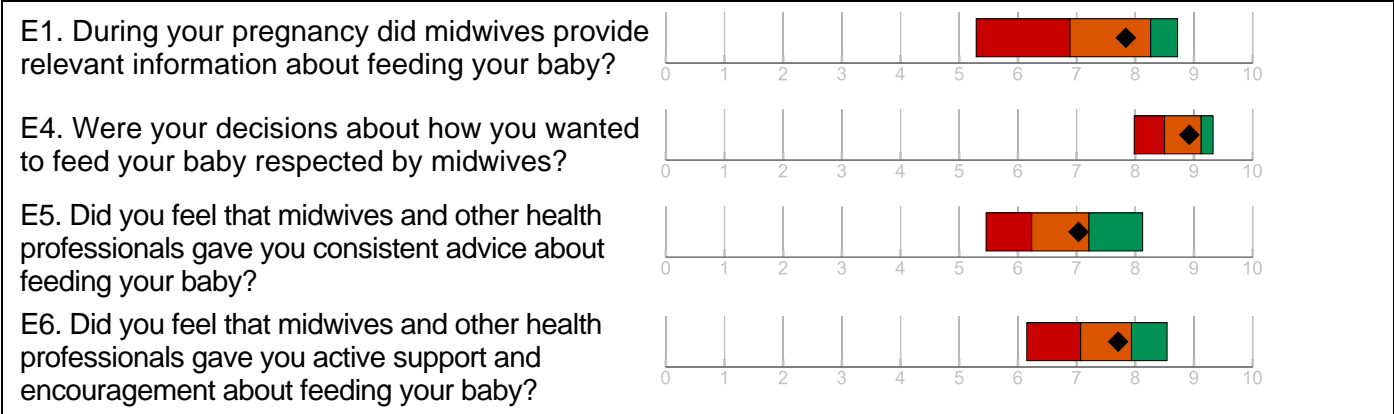 E1. During your pregnancy did midwives provide
relevant information about feeding your baby?
0 1 2 3 4 5 6 7 8 9 10
E4. Were your decisions about how you wanted
to feed your baby respected by midwives?
0 1 2 3 4 5 6 7 8 9 10
E5. Did you feel that midwives and other health
professionals gave you consistent advice about
feeding your baby?
0 1 2 3 4 5 6 7 8 9 10
E6. Did you feel that midwives and other health
professionals gave you active support and
encouragement about feeding your baby?
0 1 2 3 4 5 6 7 8 9 10